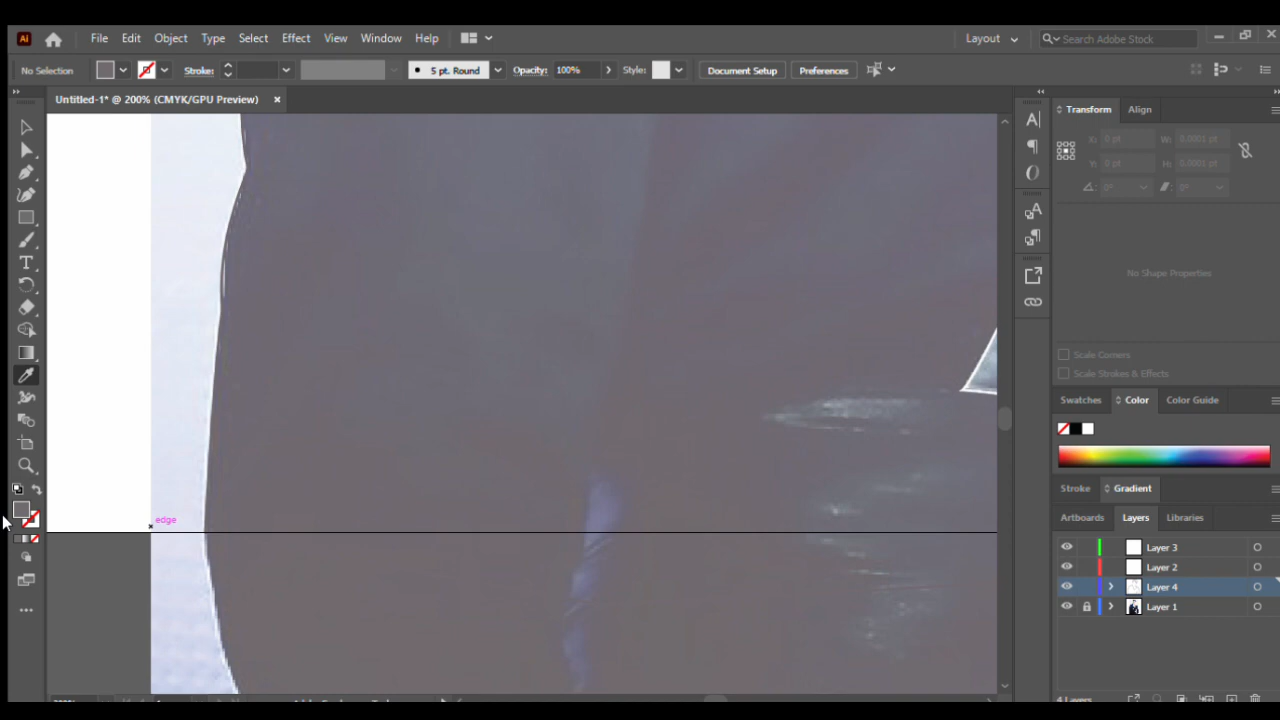 Ai File Edit Object Type Select Effect View Window Help Layout Search Adobe Stock
No Selection Stroke: 5 pt. Round Opacity: 100% Style: Document Setup Preferences
Untitled-1* @ 200% (CMYK/GPU Preview) ×
Transform Align
X: 0 pt W: 0.0001 pt
Y: 0 pt H: 0.0001 pt
0° 0°
No Shape Properties
Scale Corners
Scale Strokes & Effects
Swatches Color Color Guide
Stroke Gradient
Artboards Layers Libraries
edge
Layer 3
Layer 2
Layer 4
Layer 1
4 Layers